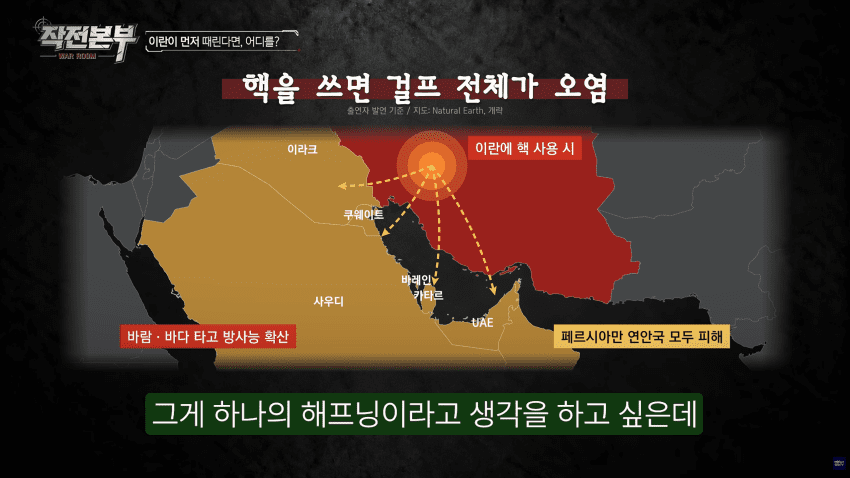 작전본부
WAR ROOM
이란이 먼저 때린다면, 어디를?
핵을 쓰면 걸프 전체가 오염
출연자 발언 기준 / 지도: Natural Earth, 개략
이라크
이란에 핵 사용 시
쿠웨이트
바레인
카타르
사우디
UAE
바람 · 바다 타고 방사능 확산
페르시아만 연안국 모두 피해
그게 하나의 해프닝이라고 생각을 하고 싶은데